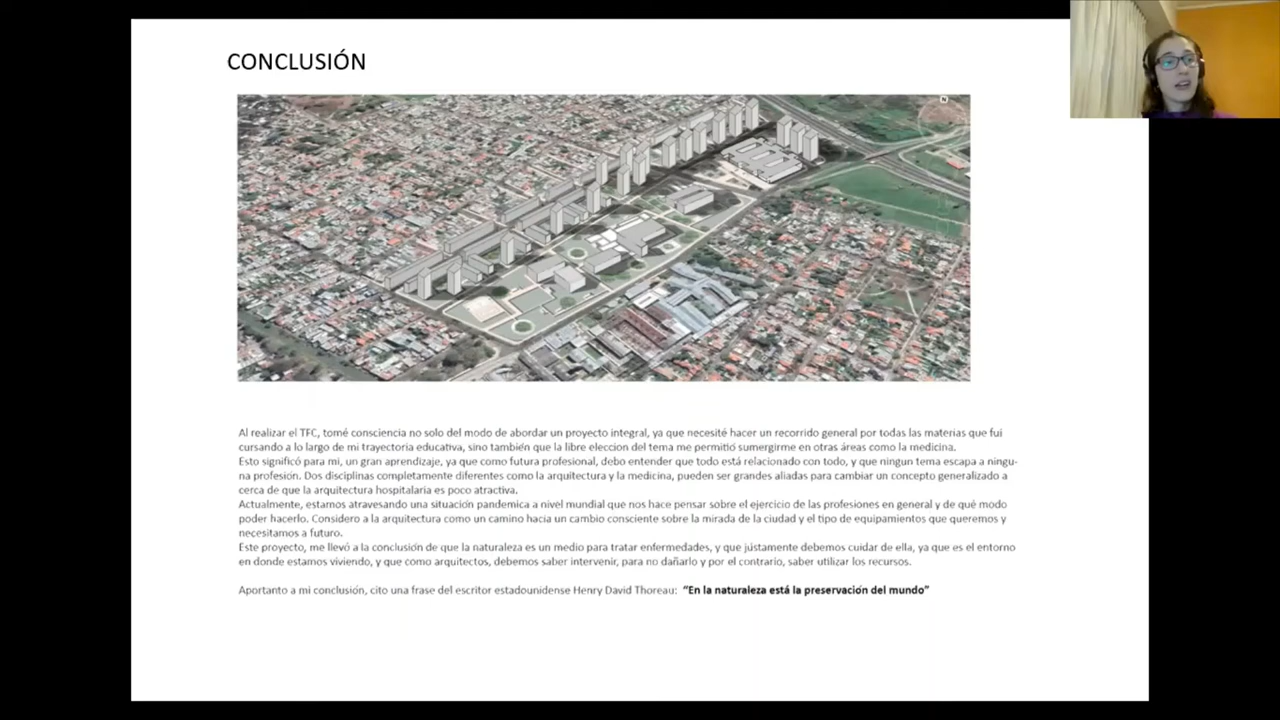 CONCLUSIÓN
N
Al realizar el TFC, tomé consciencia no solo del modo de abordar un proyecto integral, ya que necesité hacer un recorrido general por todas las materias que fui
cursando a lo largo de mi trayectoria educativa, sino también que la libre eleccion del tema me permitió sumergirme en otras áreas como la medicina.
Esto significó para mi, un gran aprendizaje, ya que como futura profesional, debo entender que todo está relacionado con todo, y que ningun tema escapa a ningu-
na profesión. Dos disciplinas completamente diferentes como la arquitectura y la medicina, pueden ser grandes aliadas para cambiar un concepto generalizado a
cerca de que la arquitectura hospitalaria es poco atractiva.
Actualmente, estamos atravesando una situación pandemica a nivel mundial que nos hace pensar sobre el ejercicio de las profesiones en general y de qué modo
poder hacerlo. Considero a la arquitectura como un camino hacia un cambio consciente sobre la mirada de la ciudad y el tipo de equipamientos que queremos y
necesitamos a futuro.
Este proyecto, me llevó a la conclusión de que la naturaleza es un medio para tratar enfermedades, y que jústamente debemos cuidar de ella, ya que es el entorno
en donde estamos viviendo, y que como arquitectos, debemos saber intervenir, para no dañarlo y por el contrario, saber utilizar los recursos.
Aportanto a mi conclusión, cito una frase del escritor estadounidense Henry David Thoreau: “En la naturaleza está la preservación del mundo”